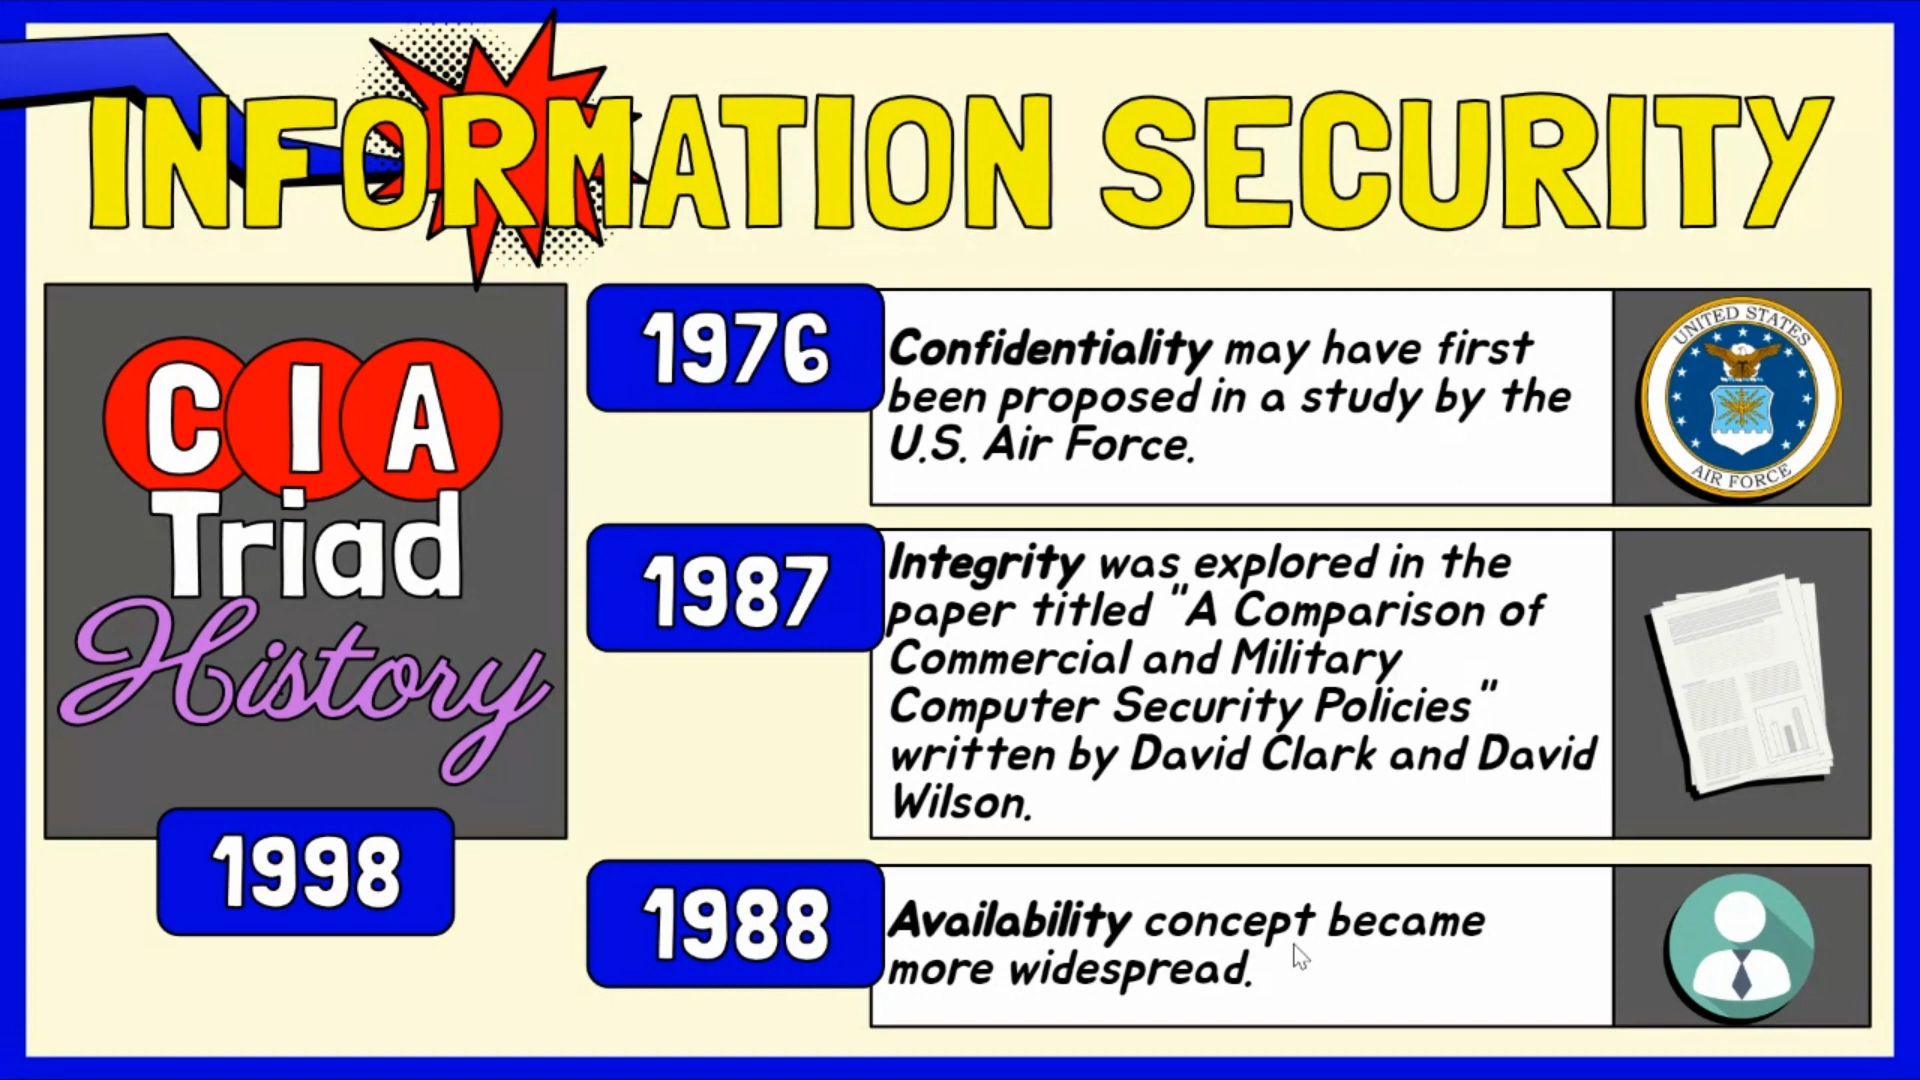 INFORMATION SECURITY
C I A
Triad
History
1998
1976
Confidentiality may have first
been proposed in a study by the
U.S. Air Force.
UNITED STATES
AIR FORCE
1987
Integrity was explored in the
paper titled "A Comparison of
Commercial and Military
Computer Security Policies"
written by David Clark and David
Wilson.
1988
Availability concept became
more widespread.